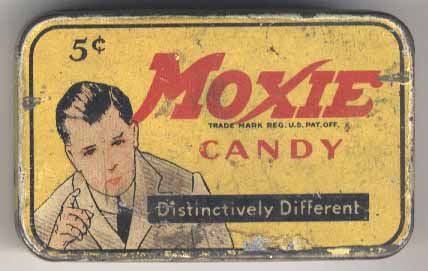 5¢
MOXIE
TRADE MARK REG. U.S. PAT. OFF.
CANDY
Distinctively Different